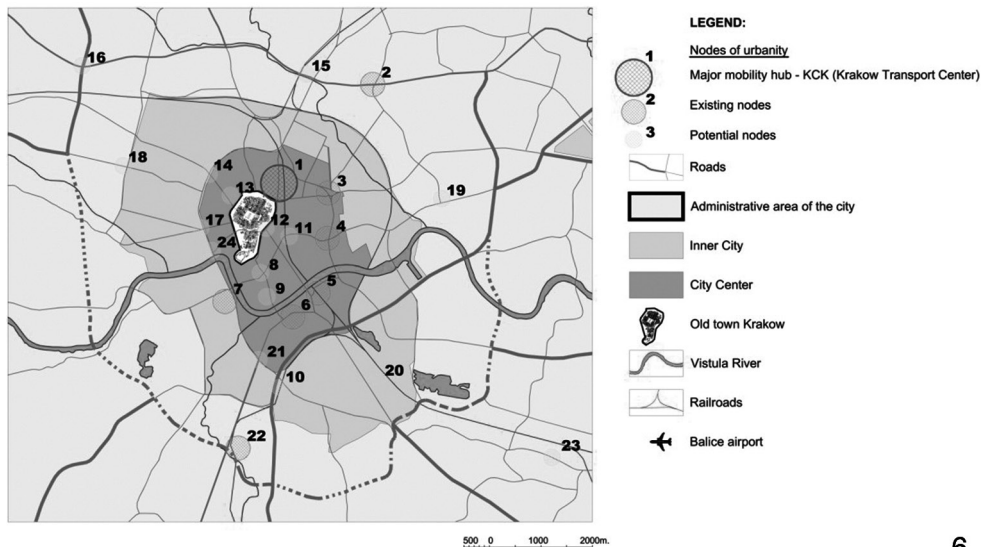 16
15
2
18
14
1
13
3
19
17
12
11
4
24
8
7
9
5
6
21
10
20
22
23
500 0 1000 2000m.
LEGEND:
Nodes of urbanity
1
Major mobility hub - KCK (Krakow Transport Center)
2
Existing nodes
3
Potential nodes
Roads
Administrative area of the city
Inner City
City Center
Old town Krakow
Vistula River
Railroads
Balice airport
6